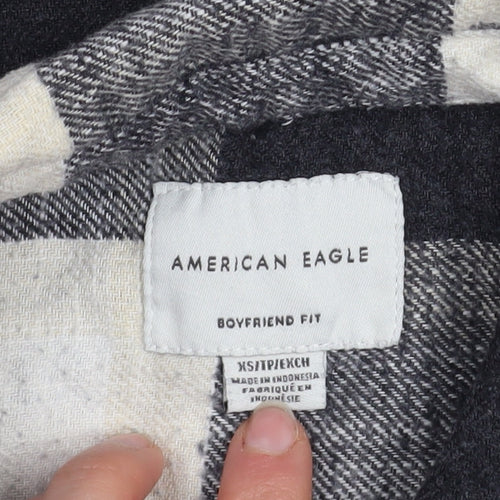 AMERICAN EAGLE
BOYFRIEND FIT
XS/TP/EXCH
MADE IN INDONESIA
FABRIQUÉ EN
INDONÉSIE